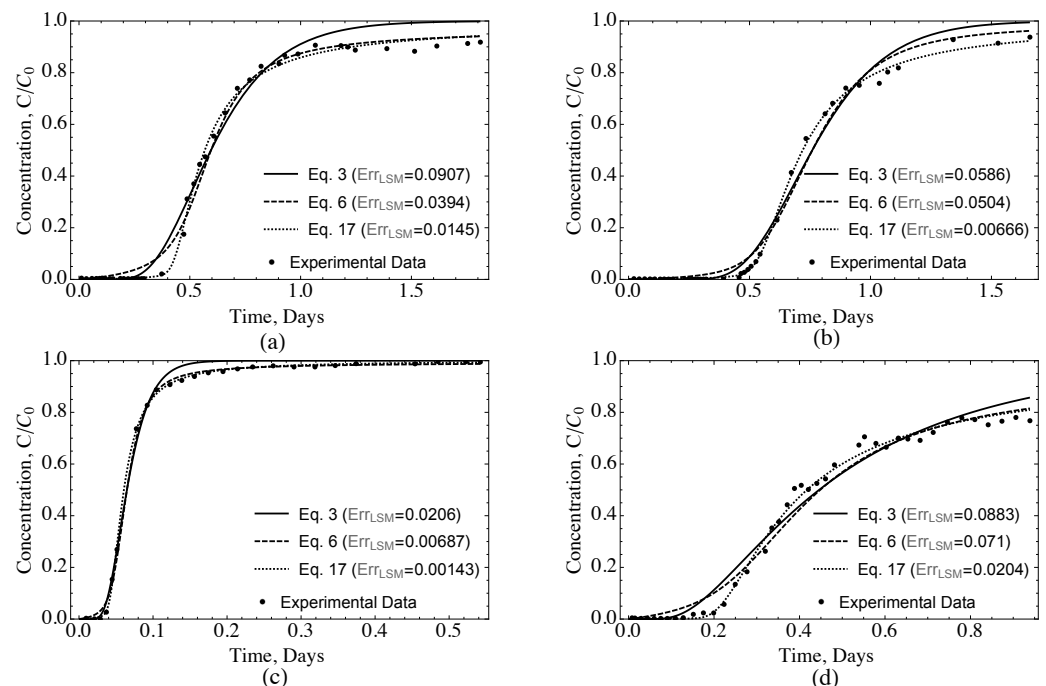 1.0
0.8
0.6
0.4
0.2
0.0
Concentration, C/C0
Eq. 3 (ErrLSM=0.0907)
Eq. 6 (ErrLSM=0.0394)
Eq. 17 (ErrLSM=0.0145)
Experimental Data
0.0 0.5 1.0 1.5
Time, Days
(a)
1.0
0.8
0.6
0.4
0.2
0.0
Concentration, C/C0
Eq. 3 (ErrLSM=0.0586)
Eq. 6 (ErrLSM=0.0504)
Eq. 17 (ErrLSM=0.00666)
Experimental Data
0.0 0.5 1.0 1.5
Time, Days
(b)
1.0
0.8
0.6
0.4
0.2
0.0
Concentration, C/C0
Eq. 3 (ErrLSM=0.0206)
Eq. 6 (ErrLSM=0.00687)
Eq. 17 (ErrLSM=0.00143)
Experimental Data
0.0 0.1 0.2 0.3 0.4 0.5
Time, Days
(c)
1.0
0.8
0.6
0.4
0.2
0.0
Concentration, C/C0
Eq. 3 (ErrLSM=0.0883)
Eq. 6 (ErrLSM=0.071)
Eq. 17 (ErrLSM=0.0204)
Experimental Data
0.0 0.2 0.4 0.6 0.8
Time, Days
(d)